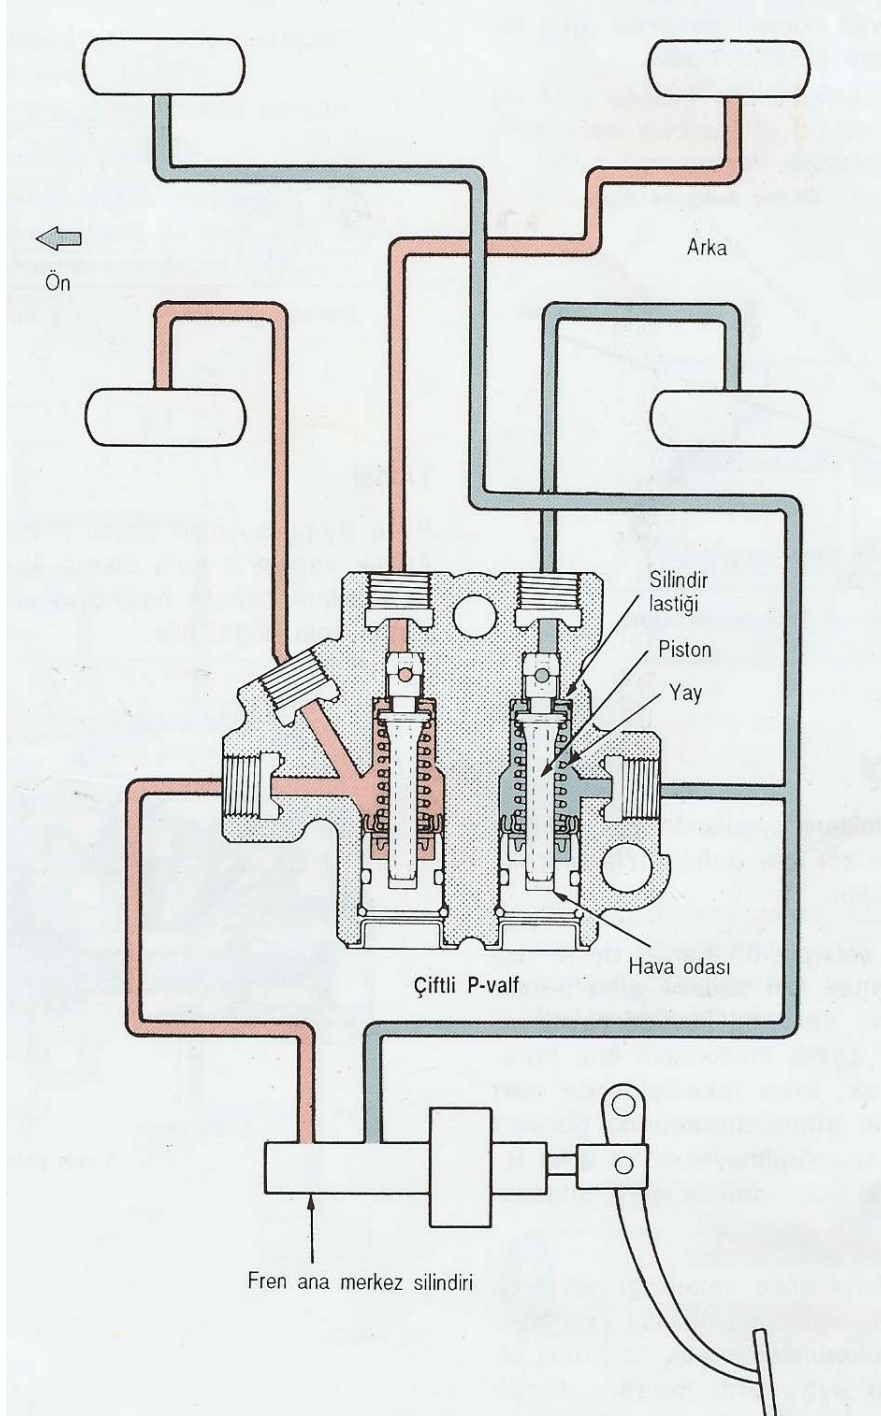 Ön
Arka
Silindir
lastiği
Piston
Yay
Hava odası
Çiftli P-valf
Fren ana merkez silindiri